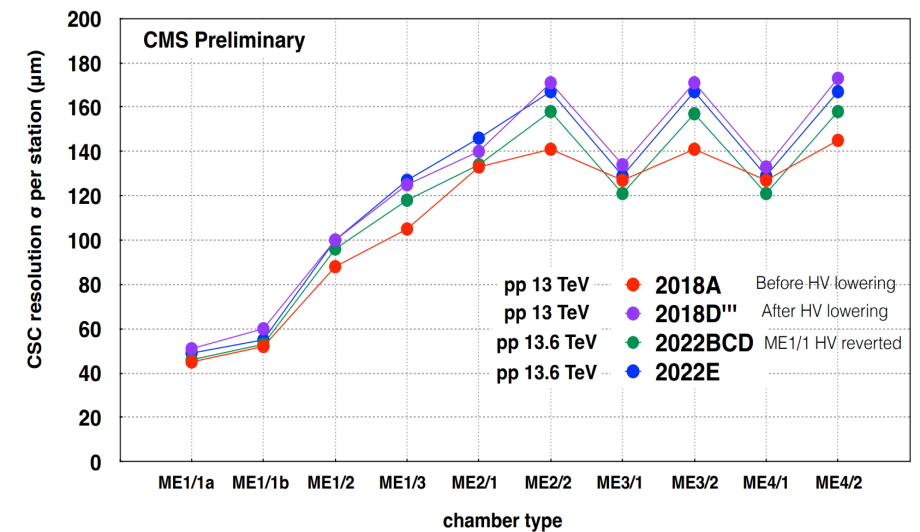 CSC resolution σ per station (μm)
200
180
160
140
120
100
80
60
40
20
0
CMS Preliminary
pp 13 TeV 2018A Before HV lowering
pp 13 TeV 2018D''' After HV lowering
pp 13.6 TeV 2022BCD ME1/1 HV reverted
pp 13.6 TeV 2022E
ME1/1a ME1/1b ME1/2 ME1/3 ME2/1 ME2/2 ME3/1 ME3/2 ME4/1 ME4/2
chamber type